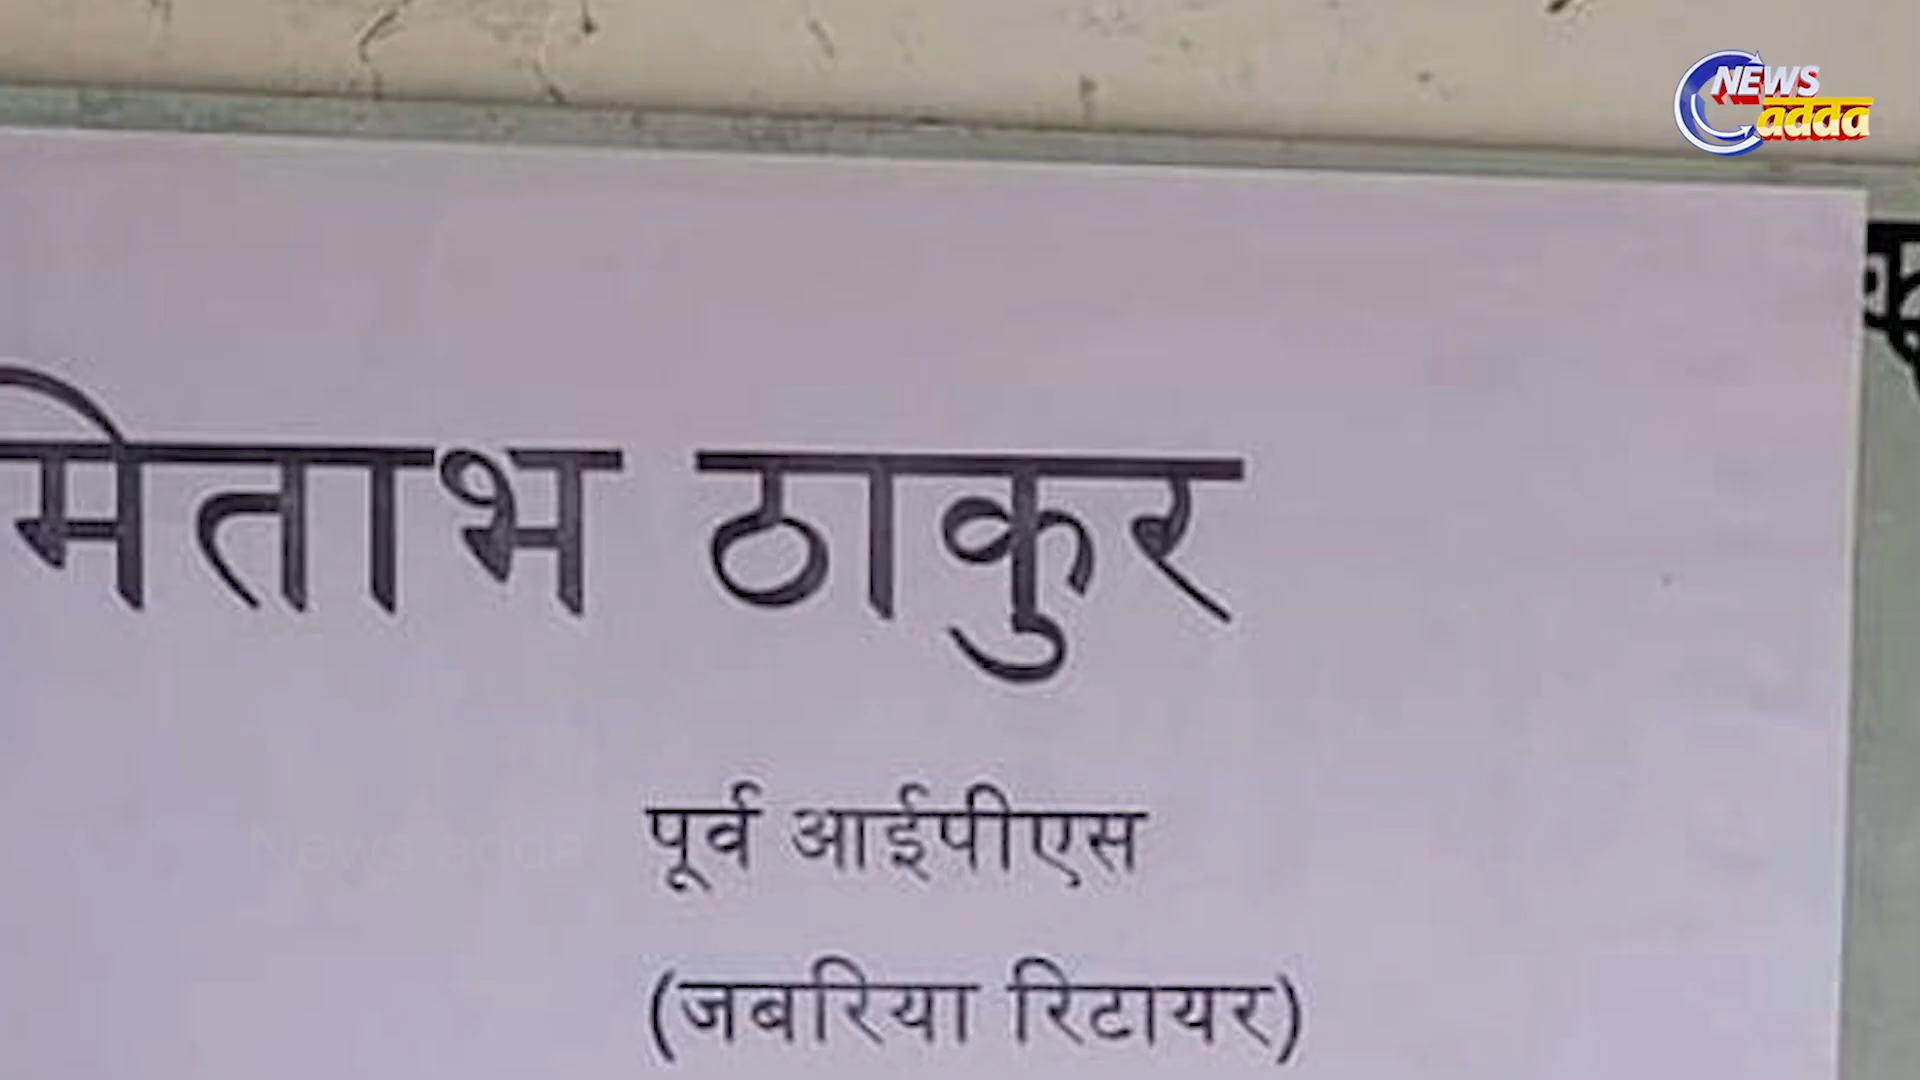 NEWS
adda
मिताभ ठाकुर
पूर्व आईपीएस
(जबरिया रिटायर)